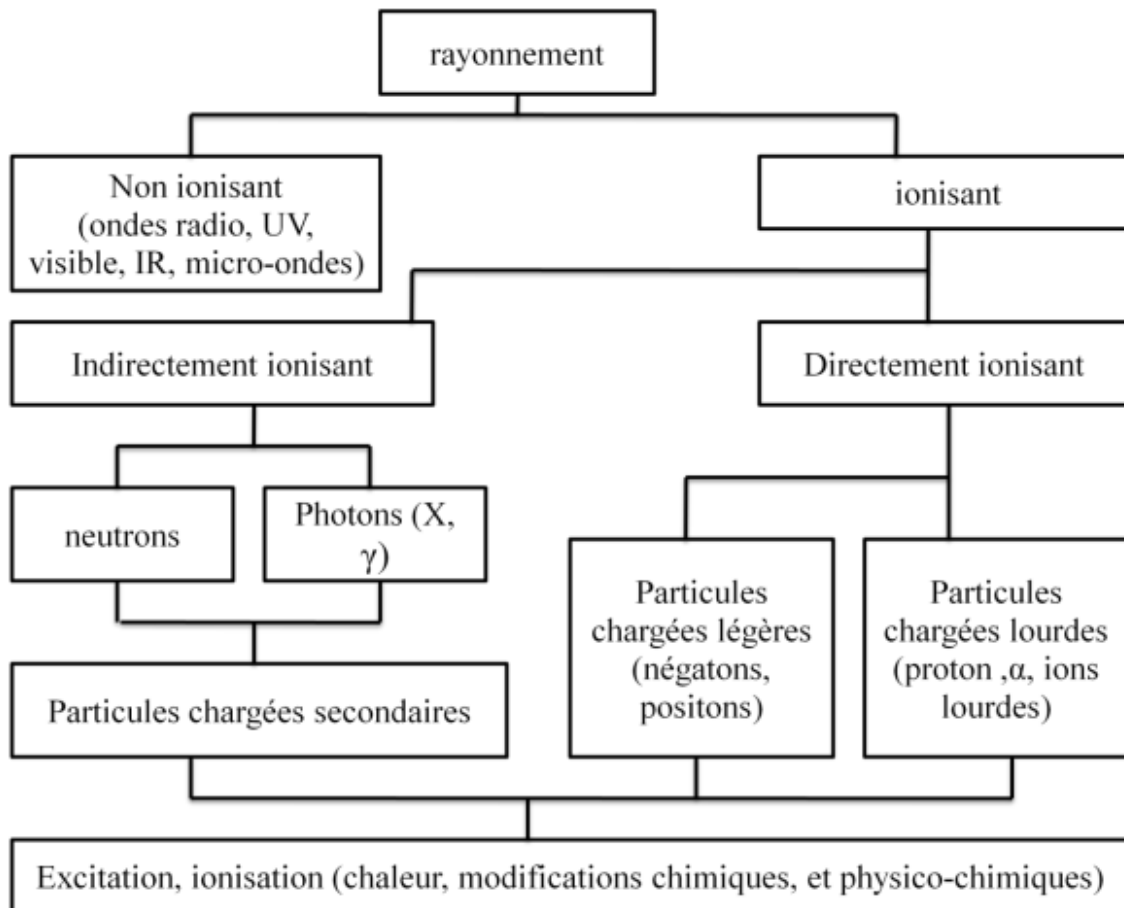 rayonnement
Non ionisant
(ondes radio, UV,
visible, IR, micro-ondes)
ionisant
Indirectement ionisant
Directement ionisant
neutrons
Photons (X,
γ)
Particules
chargées légères
(négatons,
positons)
Particules
chargées lourdes
(proton ,α, ions
lourdes)
Particules chargées secondaires
Excitation, ionisation (chaleur, modifications chimiques, et physico-chimiques)